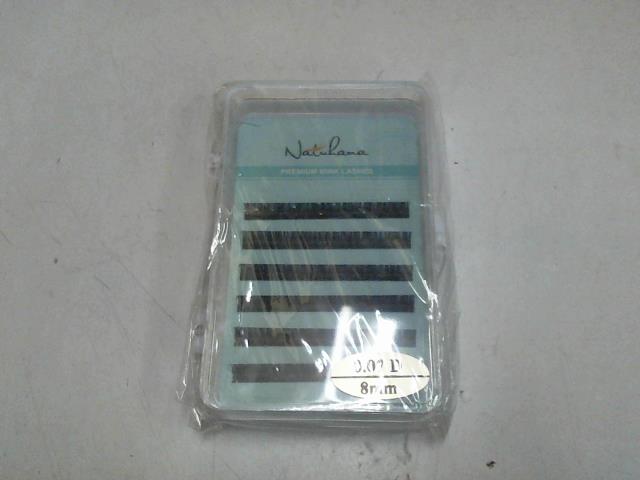 Natuhana
PREMIUM MINK LASHES
0.07 D
8mm